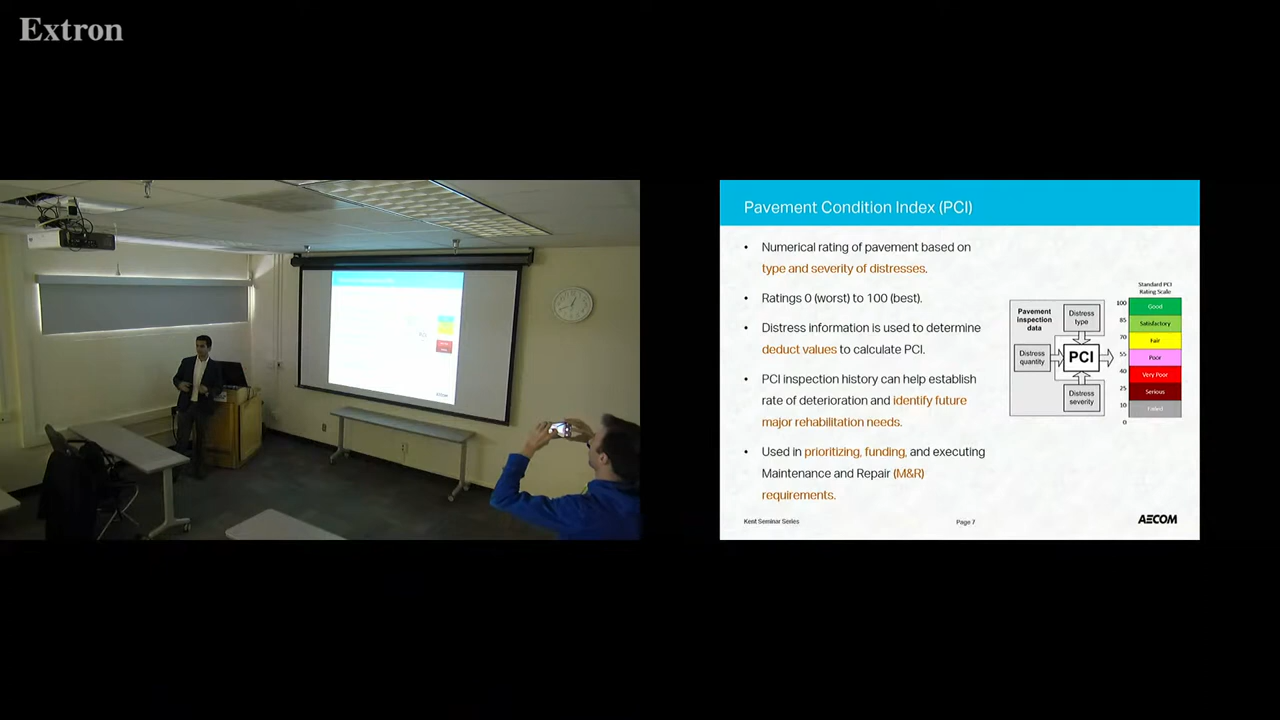 Extron
Pavement Condition Index (PCI)
• Numerical rating of pavement based on
type and severity of distresses.
• Ratings 0 (worst) to 100 (best).
• Distress information is used to determine
deduct values to calculate PCI.
• PCI inspection history can help establish
rate of deterioration and identify future
major rehabilitation needs.
• Used in prioritizing, funding, and executing
Maintenance and Repair (M&R)
requirements.
Pavement
inspection
data
Distress
type
Distress
quantity
PCI
Distress
severity
Standard PCI
Rating Scale
100
Good
85
Satisfactory
70
Fair
55
Poor
40
Very Poor
25
Serious
10
Failed
0
Kent Seminar Series
Page 7
AECOM